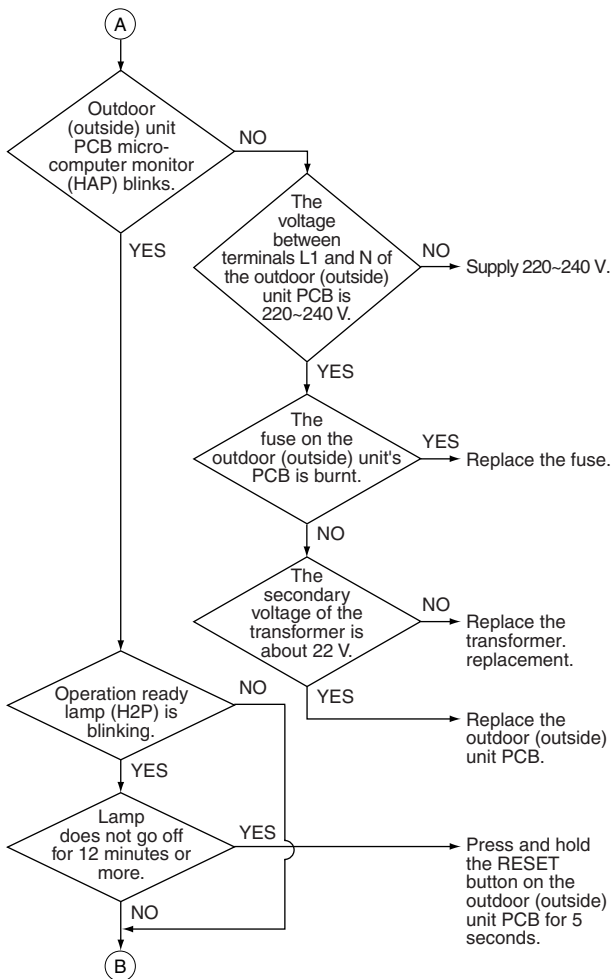 A
Outdoor
(outside) unit
PCB micro-
computer monitor
(HAP) blinks.
NO
YES
The
voltage
between
terminals L1 and N of
the outdoor (outside)
unit PCB is
220~240 V.
NO
Supply 220~240 V.
YES
The
fuse on the
outdoor (outside) unit's
PCB is burnt.
YES
Replace the fuse.
NO
The
secondary
voltage of the
transformer is
about 22 V.
NO
Replace the
transformer.
replacement.
YES
Replace the
outdoor (outside)
unit PCB.
Operation ready
lamp (H2P) is
blinking.
NO
YES
Lamp
does not go off
for 12 minutes or
more.
YES
Press and hold
the RESET
button on the
outdoor (outside)
unit PCB for 5
seconds.
NO
B